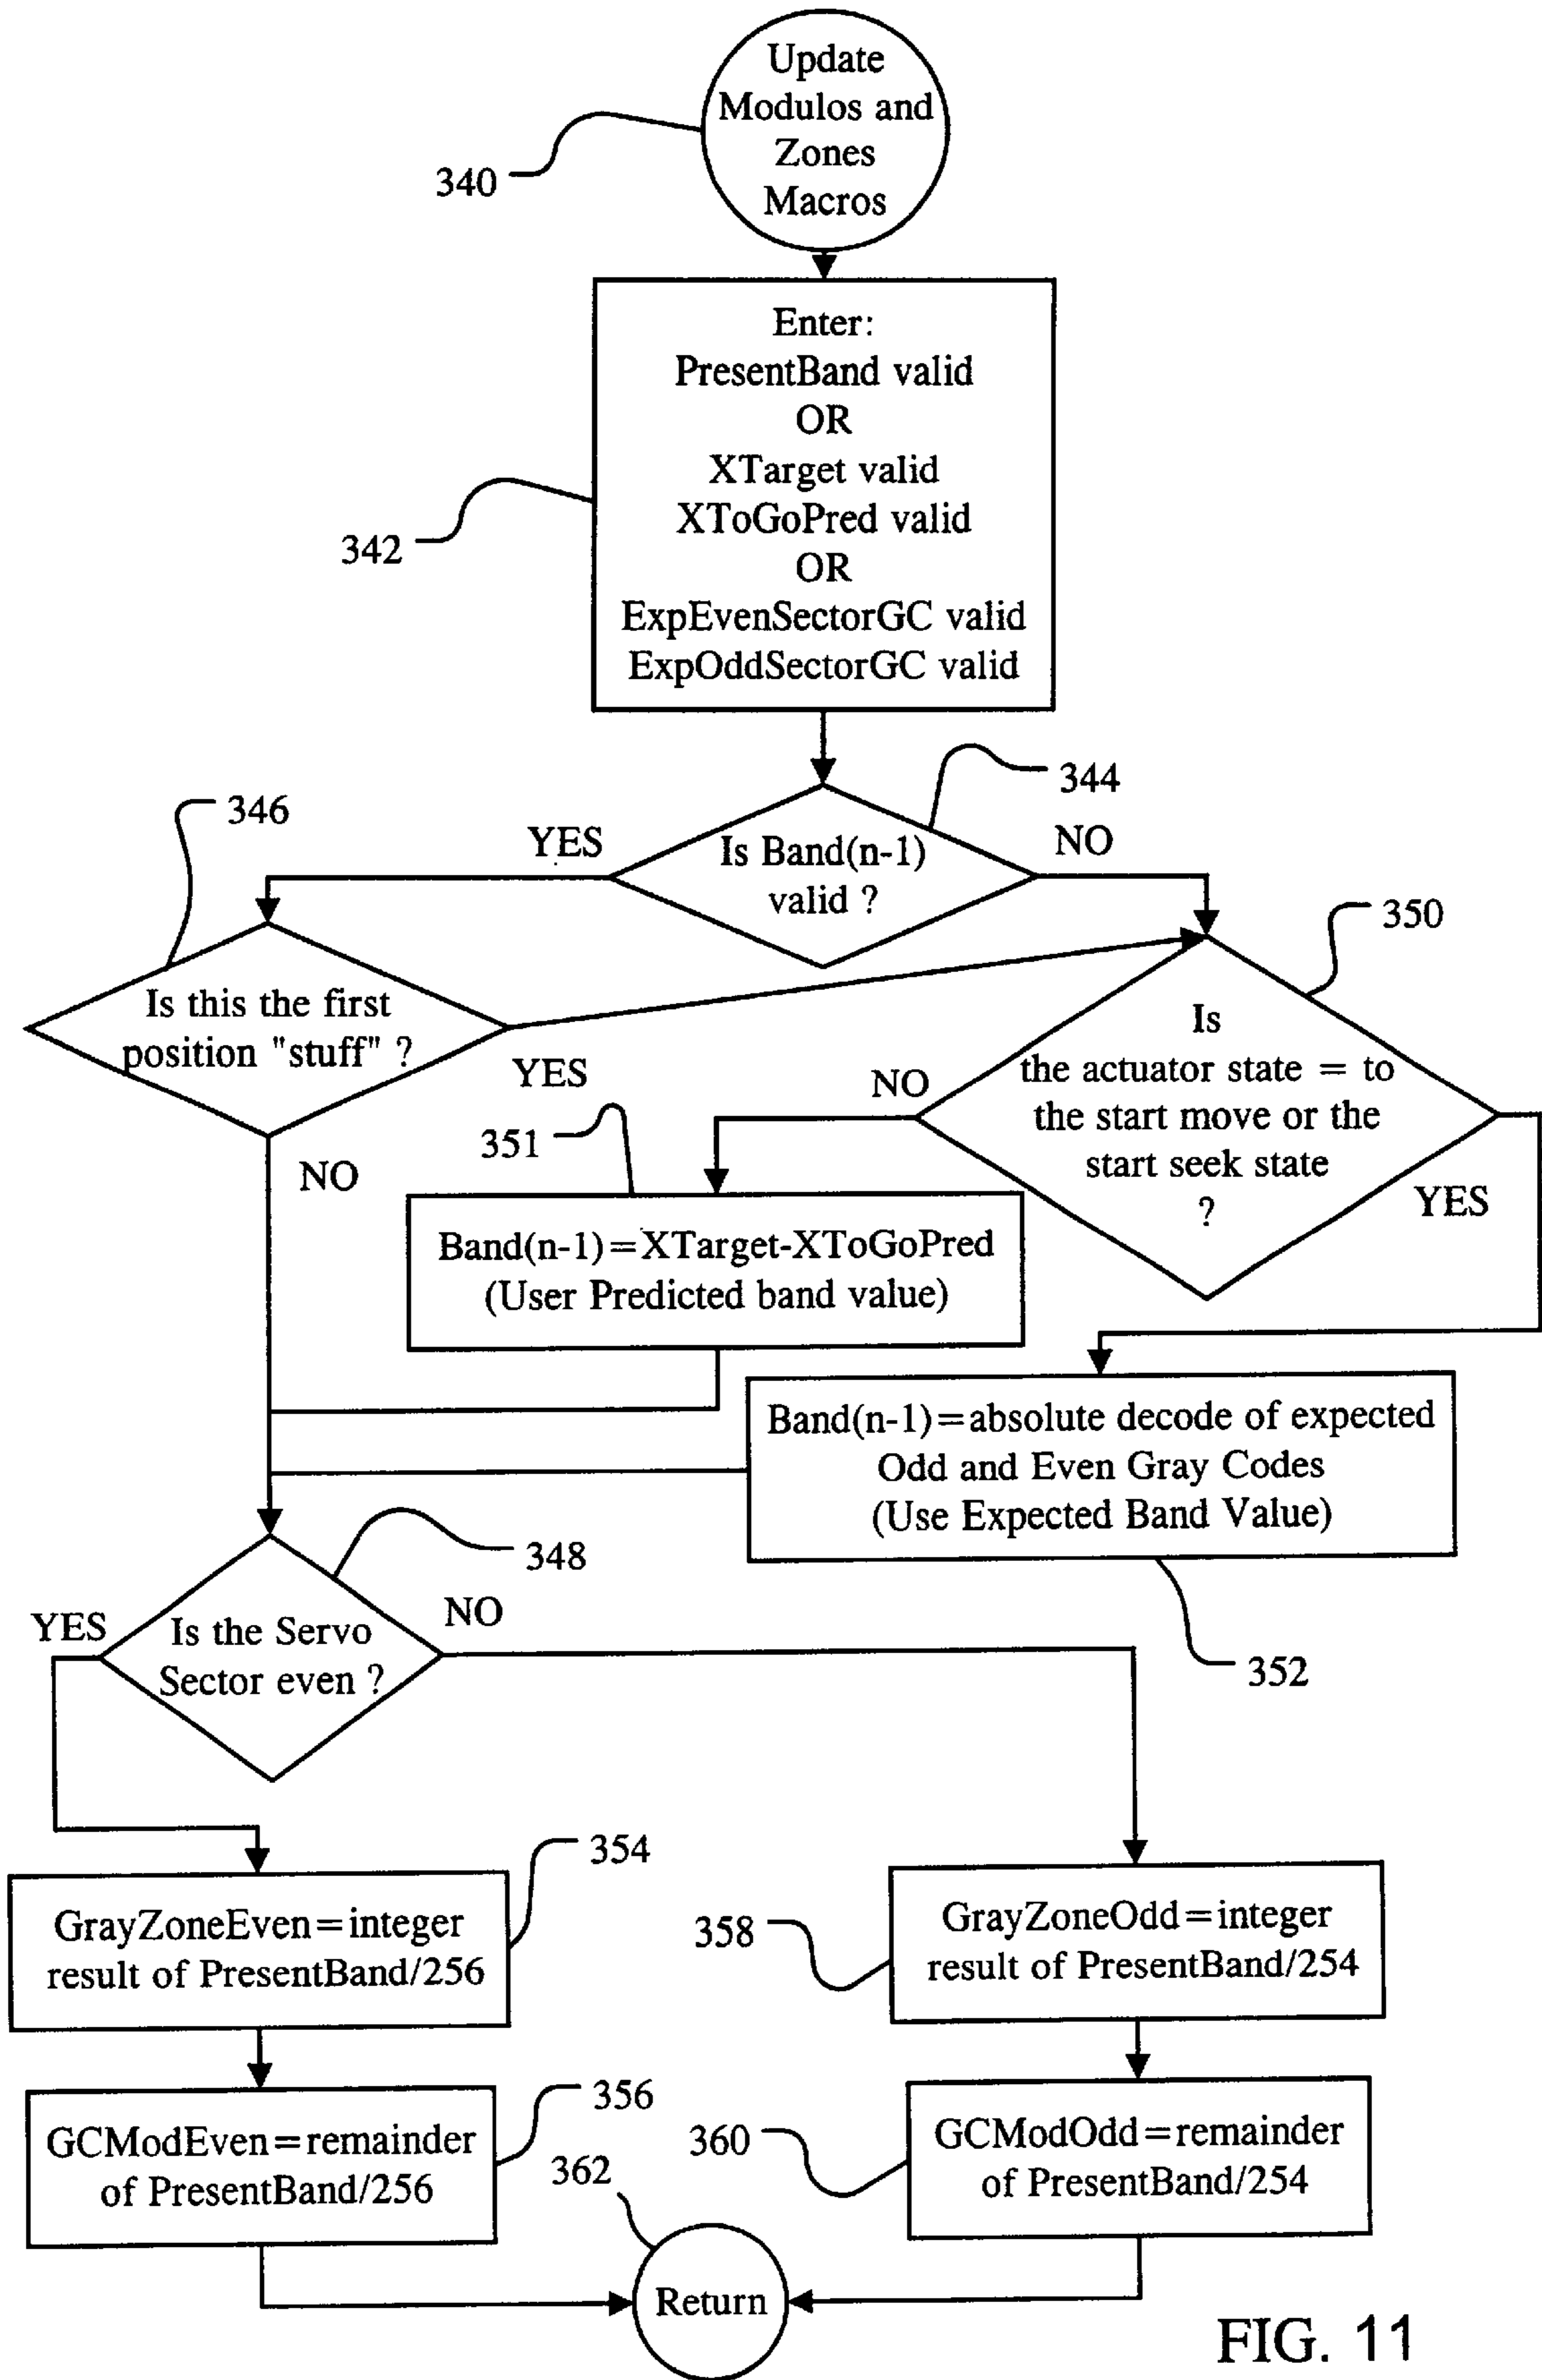 Update
Modulos and
Zones
Macros
340
Enter:
PresentBand valid
OR
XTarget valid
XToGoPred valid
OR
ExpEvenSectorGC valid
ExpOddSectorGC valid
342
344
Is Band(n-1)
valid ?
YES
NO
346
Is this the first
position "stuff" ?
YES
NO
350
Is
the actuator state = to
the start move or the
start seek state
?
NO
YES
351
Band(n-1)=XTarget-XToGoPred
(User Predicted band value)
Band(n-1)=absolute decode of expected
Odd and Even Gray Codes
(Use Expected Band Value)
352
348
Is the Servo
Sector even ?
YES
NO
354
GrayZoneEven=integer
result of PresentBand/256
358
GrayZoneOdd=integer
result of PresentBand/254
356
GCModEven=remainder
of PresentBand/256
360
GCModOdd=remainder
of PresentBand/254
362
Return
FIG. 11